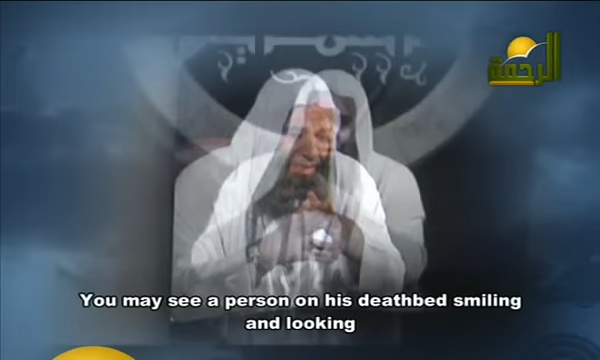 الرحمة
You may see a person on his deathbed smiling
and looking